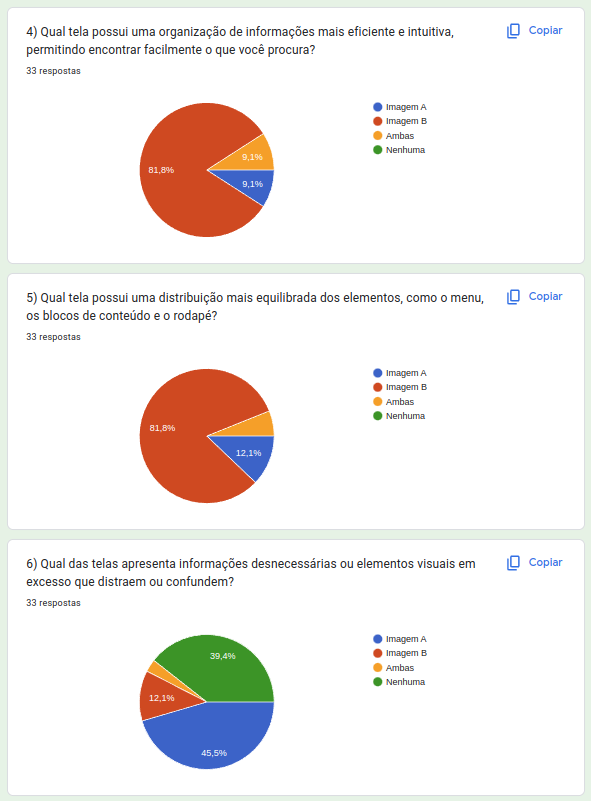 4) Qual tela possui uma organização de informações mais eficiente e intuitiva,
permitindo encontrar facilmente o que você procura?
Copiar
33 respostas
Imagem A
Imagem B
Ambas
Nenhuma
81,8%
9,1%
9,1%
5) Qual tela possui uma distribuição mais equilibrada dos elementos, como o menu,
os blocos de conteúdo e o rodapé?
Copiar
33 respostas
Imagem A
Imagem B
Ambas
Nenhuma
81,8%
12,1%
6) Qual das telas apresenta informações desnecessárias ou elementos visuais em
excesso que distraem ou confundem?
Copiar
33 respostas
Imagem A
Imagem B
Ambas
Nenhuma
39,4%
12,1%
45,5%